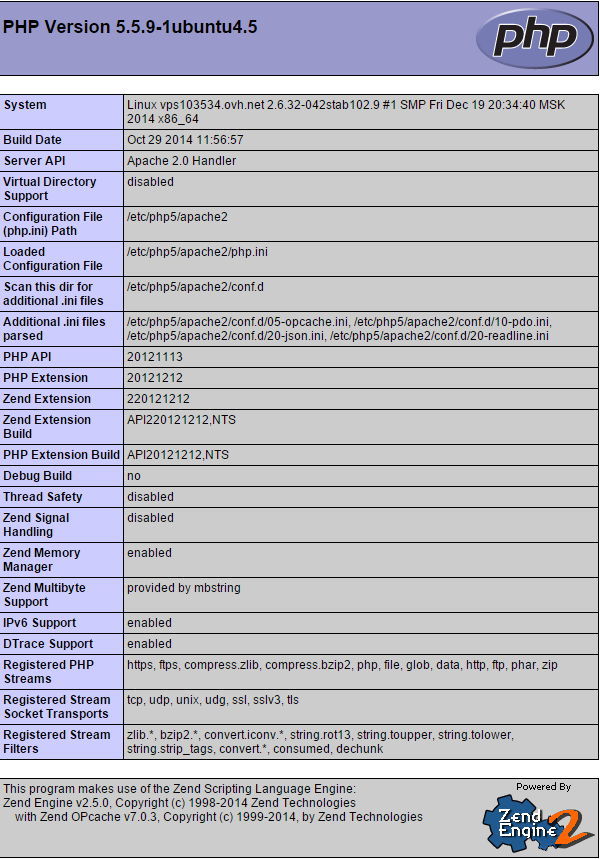 PHP Version 5.5.9-1ubuntu4.5
php
System Linux vps103534.ovh.net 2.6.32-042stab102.9 #1 SMP Fri Dec 19 20:34:40 MSK
2014 x86_64
Build Date Oct 29 2014 11:56:57
Server API Apache 2.0 Handler
Virtual Directory disabled
Support
Configuration File /etc/php5/apache2
(php.ini) Path
Loaded /etc/php5/apache2/php.ini
Configuration File
Scan this dir for /etc/php5/apache2/conf.d
additional .ini files
Additional .ini files /etc/php5/apache2/conf.d/05-opcache.ini, /etc/php5/apache2/conf.d/10-pdo.ini,
parsed /etc/php5/apache2/conf.d/20-json.ini, /etc/php5/apache2/conf.d/20-readline.ini
PHP API 20121113
PHP Extension 20121212
Zend Extension 220121212
Zend Extension API220121212,NTS
Build
PHP Extension Build API20121212,NTS
Debug Build no
Thread Safety disabled
Zend Signal disabled
Handling
Zend Memory enabled
Manager
Zend Multibyte provided by mbstring
Support
IPv6 Support enabled
DTrace Support enabled
Registered PHP https, ftps, compress.zlib, compress.bzip2, php, file, glob, data, http, ftp, phar, zip
Streams
Registered Stream tcp, udp, unix, udg, ssl, sslv3, tls
Socket Transports
Registered Stream zlib.*, bzip2.*, convert.iconv.*, string.rot13, string.toupper, string.tolower,
Filters string.strip_tags, convert.*, consumed, dechunk
This program makes use of the Zend Scripting Language Engine:
Zend Engine v2.5.0, Copyright (c) 1998-2014 Zend Technologies
with Zend OPcache v7.0.3, Copyright (c) 1999-2014, by Zend Technologies
Powered By
Zend
Engine 2